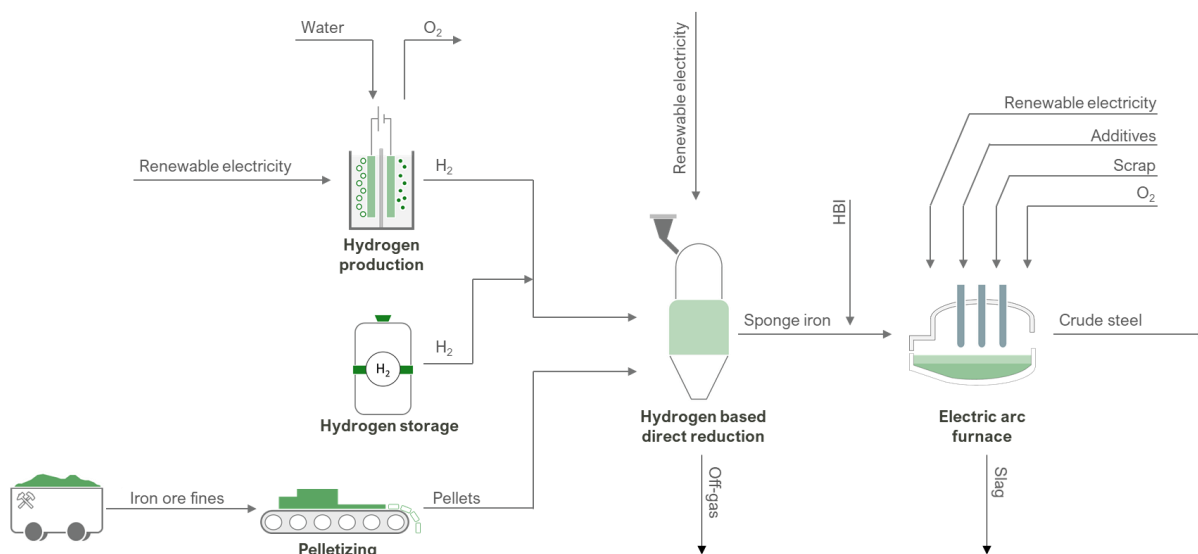 Water
O₂
Renewable electricity
Renewable electricity
Additives
Scrap
O₂
Renewable electricity
H₂
HBI
Hydrogen
production
Sponge iron
Crude steel
H₂
H₂
Hydrogen storage
Hydrogen based
direct reduction
Electric arc
furnace
Iron ore fines
Pellets
Off-gas
Slag
Pelletizing